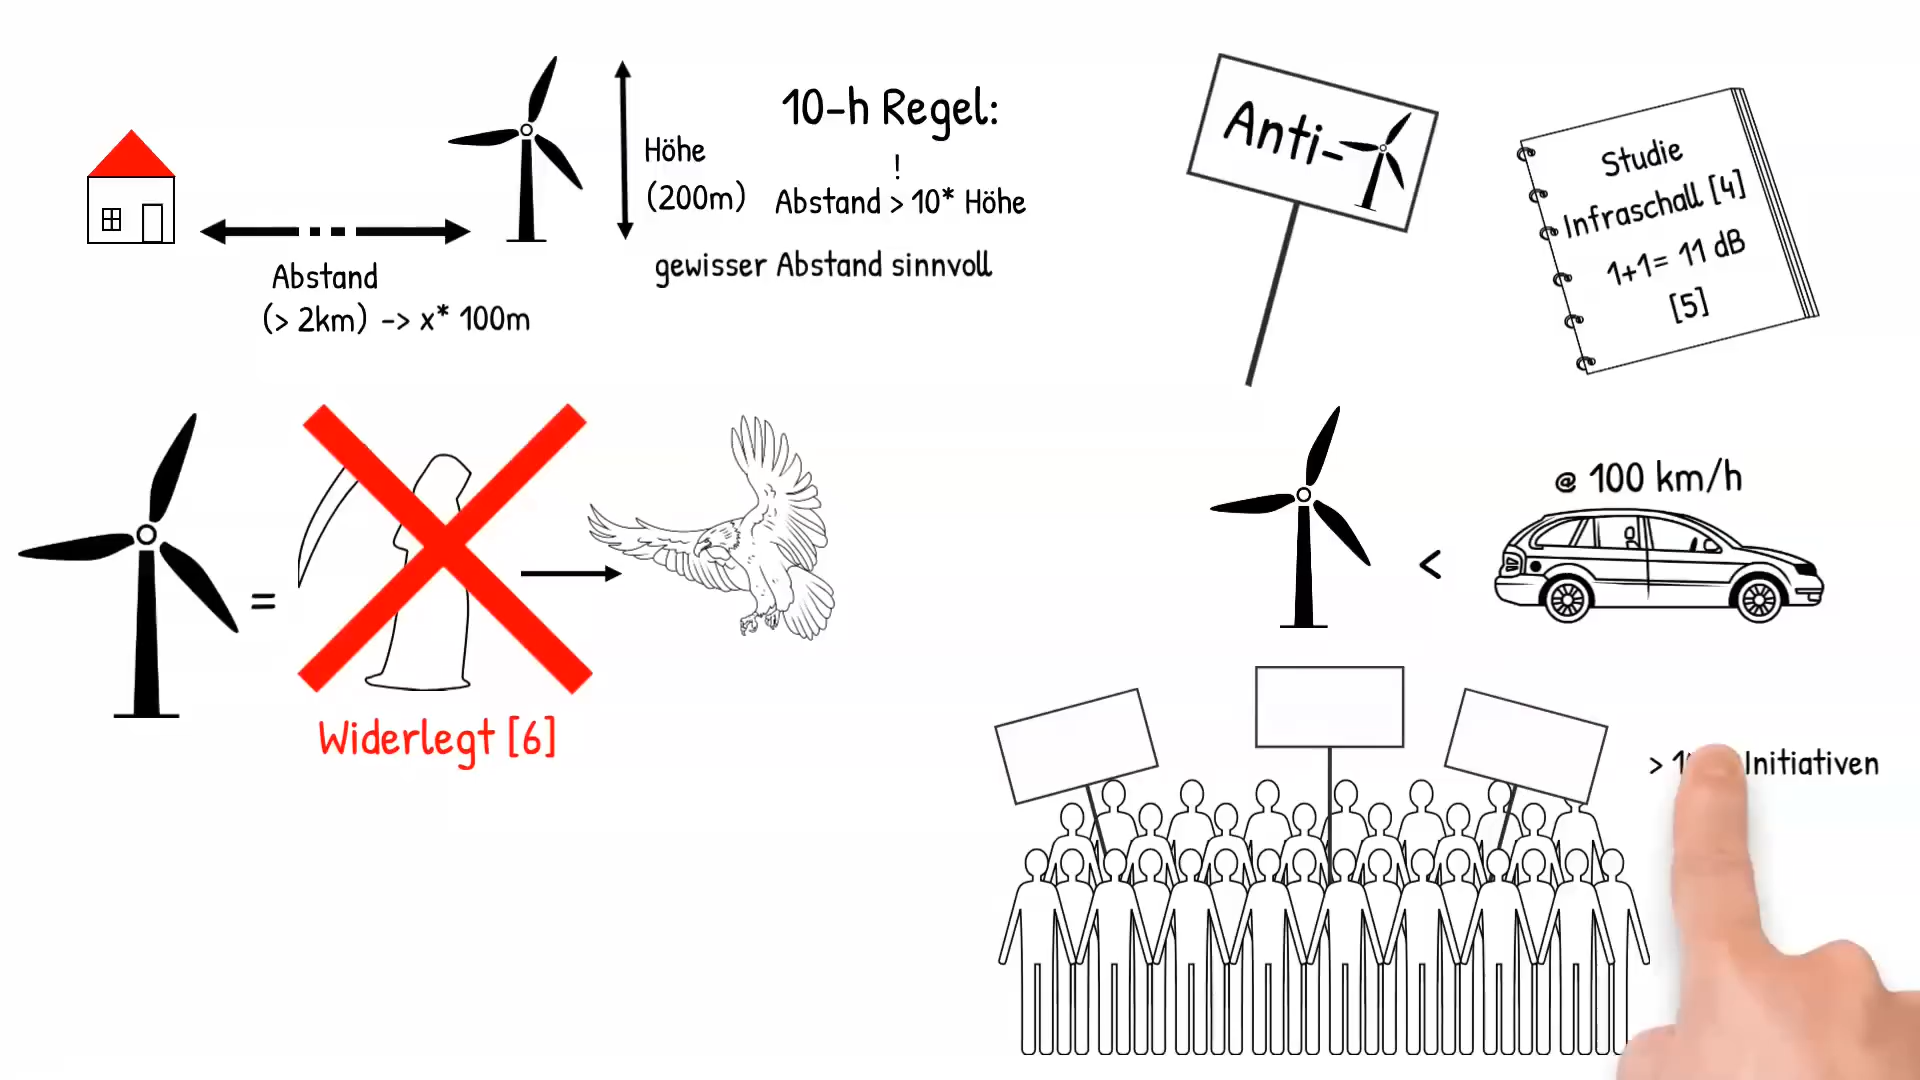 10-h Regel:
!
Abstand > 10* Höhe
Höhe
(200m)
gewisser Abstand sinnvoll
Abstand
(> 2km) -> x* 100m
Anti-
Studie
Infraschall [4]
1+1= 11 dB
[5]
=
Widerlegt [6]
@ 100 km/h
<
> Initiativen